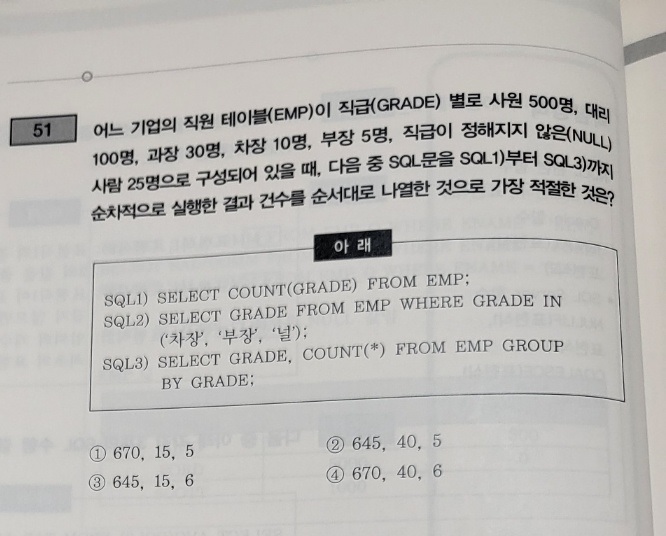 51
어느 기업의 직원 테이블(EMP)이 직급(GRADE) 별로 사원 500명, 대리
100명, 과장 30명, 차장 10명, 부장 5명, 직급이 정해지지 않은(NULL)
사람 25명으로 구성되어 있을 때, 다음 중 SQL문을 SQL1)부터 SQL3)까지
순차적으로 실행한 결과 건수를 순서대로 나열한 것으로 가장 적절한 것은?
아 래
SQL1) SELECT COUNT(GRADE) FROM EMP;
SQL2) SELECT GRADE FROM EMP WHERE GRADE IN
('차장', '부장', '널');
SQL3) SELECT GRADE, COUNT(*) FROM EMP GROUP
BY GRADE;
① 670, 15, 5
② 645, 40, 5
③ 645, 15, 6
④ 670, 40, 6